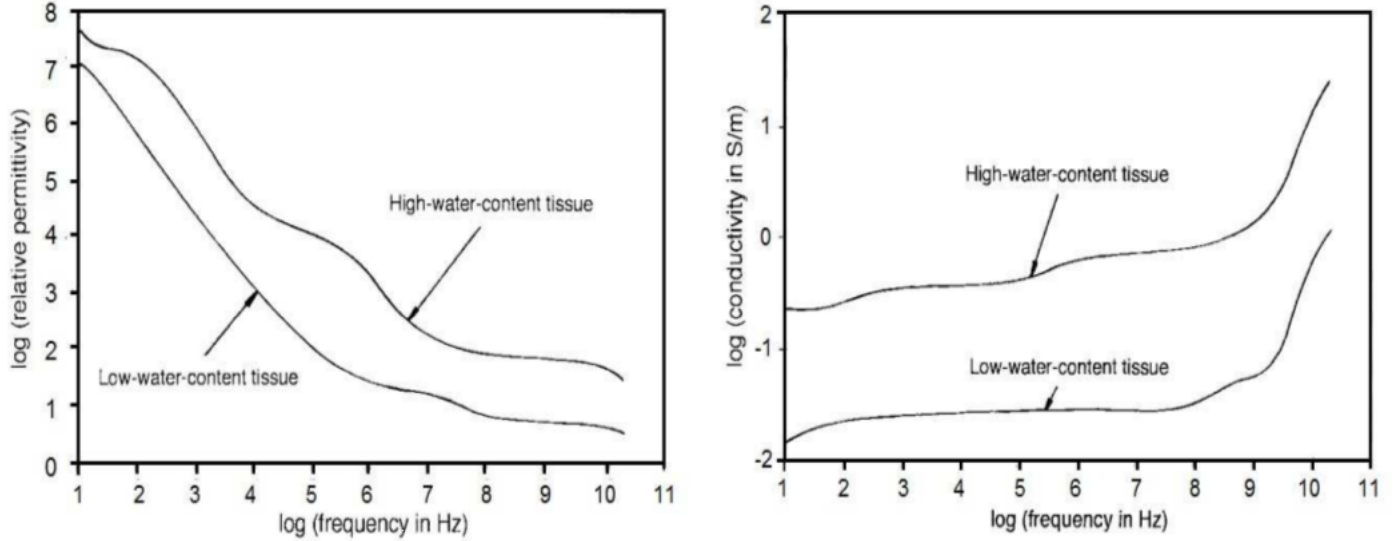 8
7
6
5
4
3
2
1
0
log (relative permittivity)
High-water-content tissue
Low-water-content tissue
1 2 3 4 5 6 7 8 9 10 11
log (frequency in Hz)
2
1
0
-1
-2
log (conductivity in S/m)
High-water-content tissue
Low-water-content tissue
1 2 3 4 5 6 7 8 9 10 11
log (frequency in Hz)